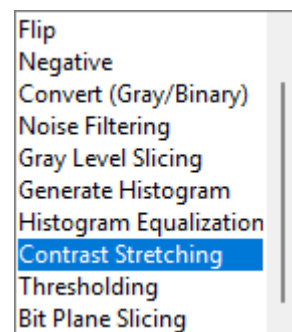 Flip
Negative
Convert (Gray/Binary)
Noise Filtering
Gray Level Slicing
Generate Histogram
Histogram Equalization
Contrast Stretching
Thresholding
Bit Plane Slicing